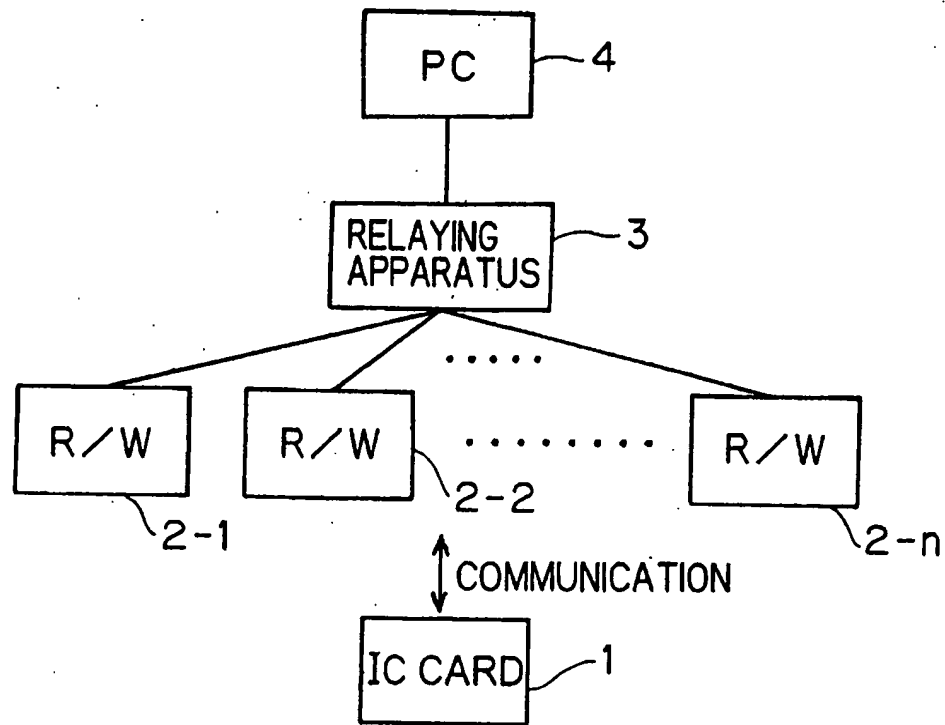 PC
4
RELAYING
APPARATUS
3
R/W
R/W
R/W
2-1
2-2
2-n
COMMUNICATION
IC CARD
1